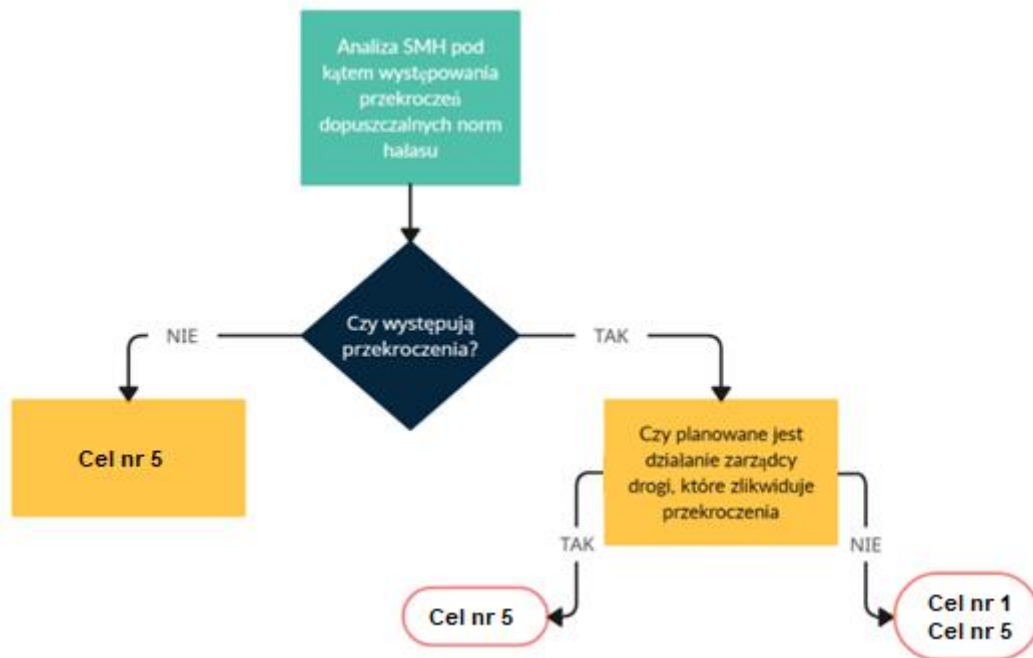 Analiza SMH pod
kątem występowania
przekroczeń
dopuszczalnych norm
hałasu
Czy występują
przekroczenia?
NIE
TAK
Cel nr 5
Czy planowane jest
działanie zarządcy
drogi, które zlikwiduje
przekroczenia
TAK
NIE
Cel nr 5
Cel nr 1
Cel nr 5